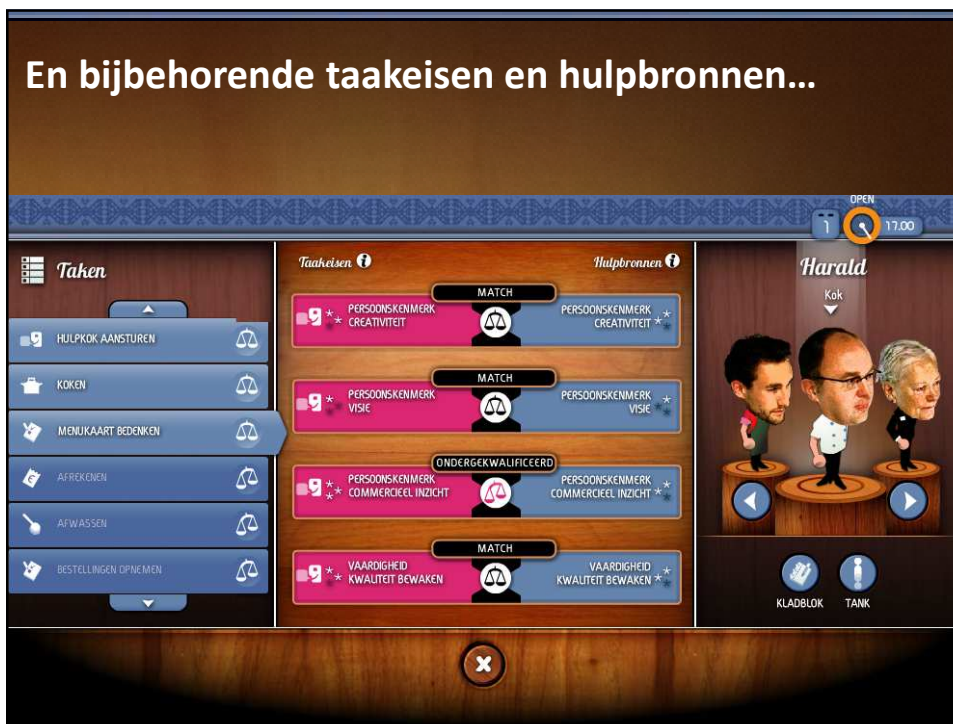 En bijbehorende taakeisen en hulpbronnen...
OPEN
1
17.00
Taken
HULPKOK AANSTUREN
KOKEN
MENUKAART BEDENKEN
AFREKENEN
AFWASSEN
BESTELLINGEN OPNEMEN
Taakeisen i
Hulpbronnen i
MATCH
PERSOONSKENMERK
CREATIVITEIT
PERSOONSKENMERK
CREATIVITEIT
MATCH
PERSOONSKENMERK
VISIE
PERSOONSKENMERK
VISIE
ONDERGEKWALIFICEERD
PERSOONSKENMERK
COMMERCIEEL INZICHT
PERSOONSKENMERK
COMMERCIEEL INZICHT
MATCH
VAARDIGHEID
KWALITEIT BEWAKEN
VAARDIGHEID
KWALITEIT BEWAKEN
Harald
Kok
KLADBLOK
TANK